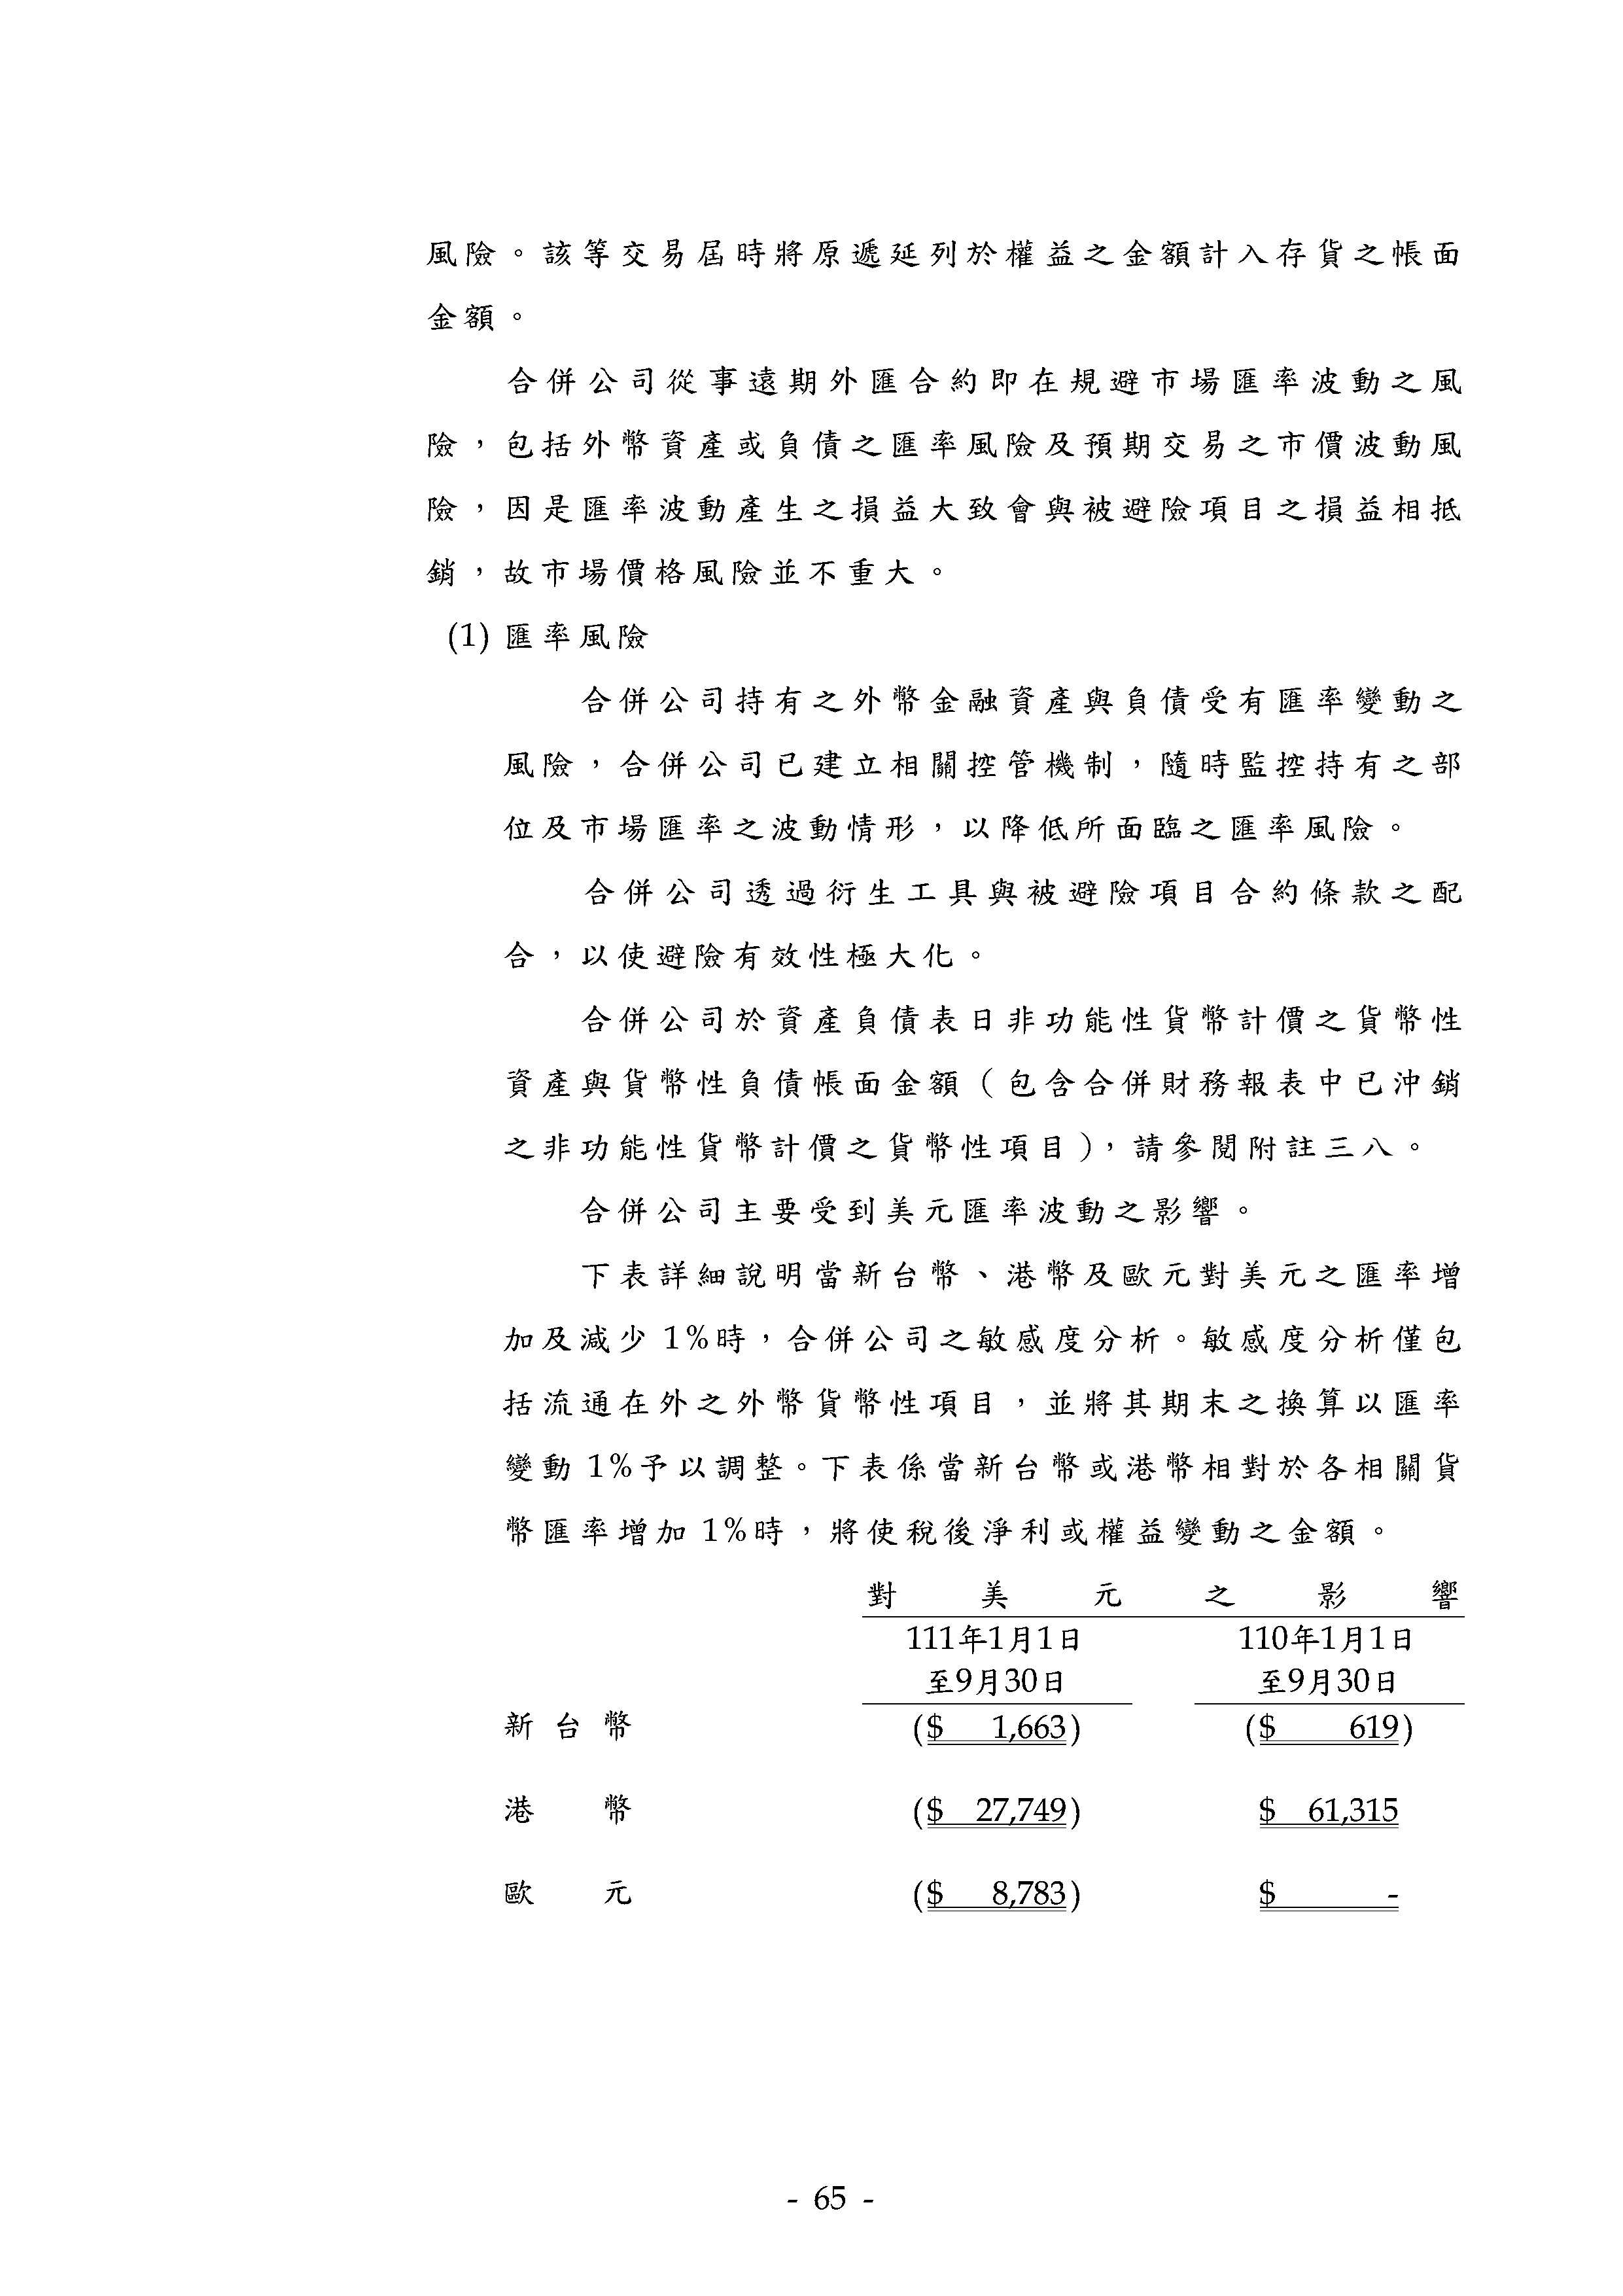 風險。該等交易屆時將原遞延列於權益之金額計入存貨之帳面
金額。
合併公司從事遠期外匯合約即在規避市場匯率波動之風
險，包括外幣資產或負債之匯率風險及預期交易之市價波動風
險，因是匯率波動產生之損益大致會與被避險項目之損益相抵
銷，故市場價格風險並不重大。
(1) 匯率風險
合併公司持有之外幣金融資產與負債受有匯率變動之
風險，合併公司已建立相關控管機制，隨時監控持有之部
位及市場匯率之波動情形，以降低所面臨之匯率風險。
合併公司透過衍生工具與被避險項目合約條款之配
合，以使避險有效性極大化。
合併公司於資產負債表日非功能性貨幣計價之貨幣性
資產與貨幣性負債帳面金額（包含合併財務報表中已沖銷
之非功能性貨幣計價之貨幣性項目），請參閱附註三八。
合併公司主要受到美元匯率波動之影響。
下表詳細說明當新台幣、港幣及歐元對美元之匯率增
加及減少 1%時，合併公司之敏感度分析。敏感度分析僅包
括流通在外之外幣貨幣性項目，並將其期末之換算以匯率
變動 1%予以調整。下表係當新台幣或港幣相對於各相關貨
幣匯率增加 1%時，將使稅後淨利或權益變動之金額。
對美元之影響
111年1月1日 110年1月1日
至9月30日 至9月30日
新台幣 ($ 1,663) ($ 619)
港幣 ($ 27,749) $ 61,315
歐元 ($ 8,783) $ -
- 65 -